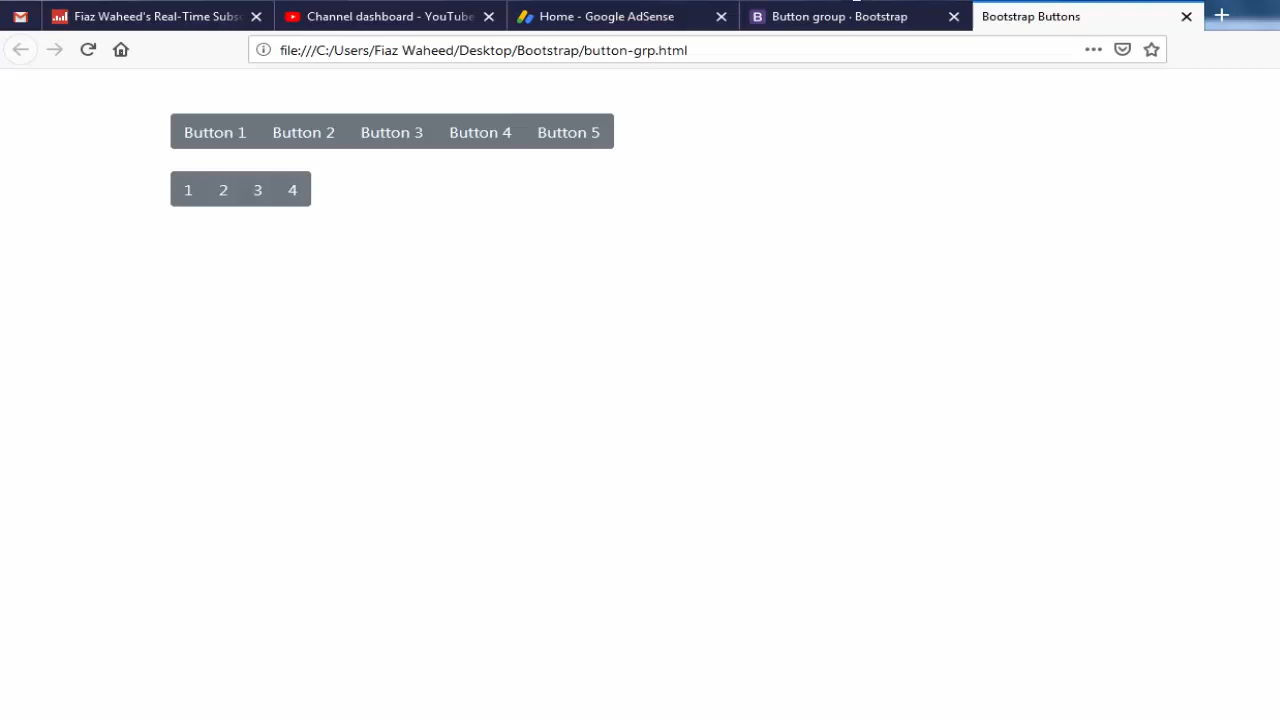 Fiaz Waheed's Real-Time Subsc
Channel dashboard - YouTube
Home - Google AdSense
Button group · Bootstrap
Bootstrap Buttons
file:///C:/Users/Fiaz Waheed/Desktop/Bootstrap/button-grp.html
Button 1 Button 2 Button 3 Button 4 Button 5
1 2 3 4